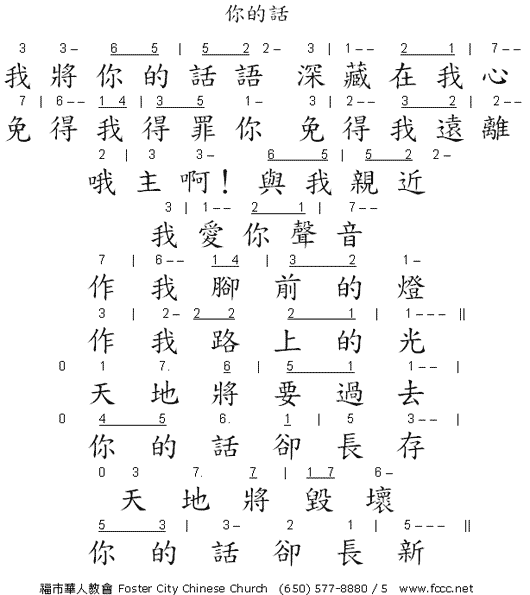 你的話
3 3– 6 5 | 5 2 2– 3 | 1–– 2 1 | 7––
我將你的話語 深藏在我心
7 | 6–– 1 4 | 3 5 1– 3 | 2–– 3 2 | 2––
免得我得罪你 免得我遠離
2 | 3 3– 6 5 | 5 2 2–
哦主啊！與我親近
3 | 1–– 2 1 | 7––
我愛你聲音
7 | 6–– 1 4 | 3 2 1–
作我腳前的燈
3 | 2– 2 2 2 1 | 1––– ||
作我路上的光
0 1 7. 6 | 5 1 1–– |
天地將要過去
0 4 5 6. 1 | 5 3–– |
你的話卻長存
0 3 7. 7 | 1 7 6–
天地將毀壞
5 3 | 3– 2 1 | 5––– ||
你的話卻長新
福市華人教會 Foster City Chinese Church (650) 577-8880 / 5 www.fccc.net